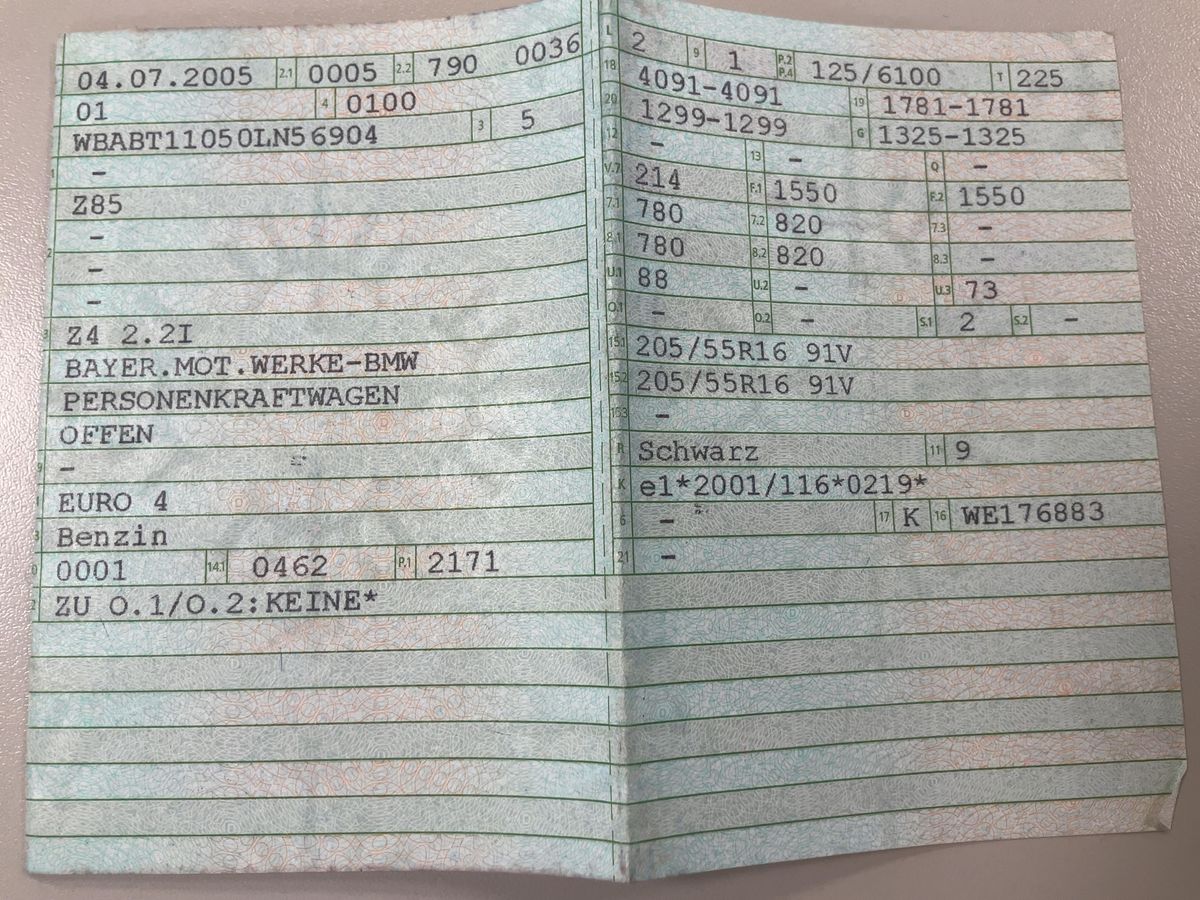 04.07.2005 2.1 0005 2.2 790 0036
01 4 0100
WBABT11050LN56904 3 5
–
Z85
–
2
–
–
3 Z4 2.2I
BAYER.MOT.WERKE-BMW
PERSONENKRAFTWAGEN
OFFEN
9 –
EURO 4
3 Benzin
0 0001 14.1 0462 P.1 2171
2 ZU O.1/O.2:KEINE*
L 2 9 1 P.2 P.4 125/6100 T 225
18 4091-4091 19 1781-1781
20 1299-1299 G 1325-1325
12 – 13 – Q –
V.7 214 F.1 1550 F.2 1550
7.1 780 7.2 820 7.3 –
8.1 780 8.2 820 8.3 –
U.1 88 U.2 – U.3 73
O.1 – O.2 – S.1 2 S.2 –
15.1 205/55R16 91V
15.2 205/55R16 91V
15.3 –
R Schwarz 11 9
K e1*2001/116*0219*
6 – 17 K 16 WE176883
21 –